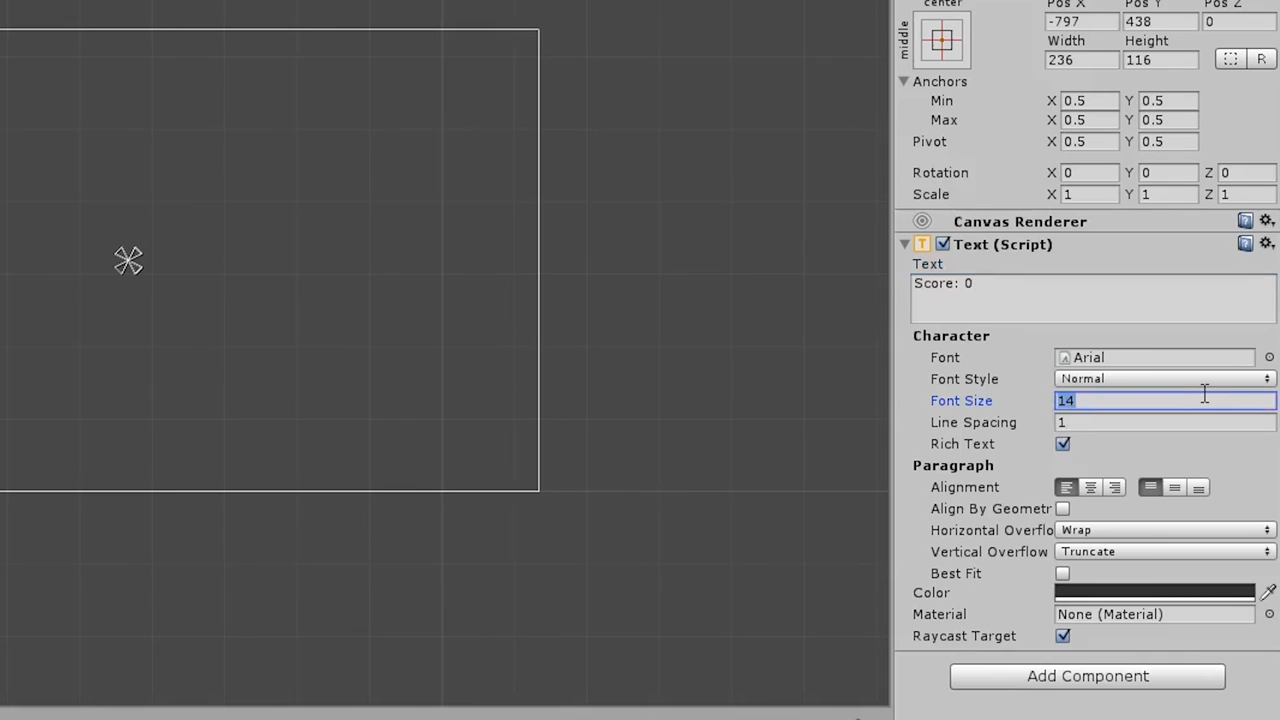 center
Pos X Pos Y Pos Z
middle
-797 438 0
Width Height
236 116
R
Anchors
Min X 0.5 Y 0.5
Max X 0.5 Y 0.5
Pivot X 0.5 Y 0.5
Rotation X 0 Y 0 Z 0
Scale X 1 Y 1 Z 1
Canvas Renderer
T Text (Script)
Text
Score: 0
Character
Font Arial
Font Style Normal
Font Size 14
Line Spacing 1
Rich Text
Paragraph
Alignment
Align By Geometr
Horizontal Overflo Wrap
Vertical Overflow Truncate
Best Fit
Color
Material None (Material)
Raycast Target
Add Component